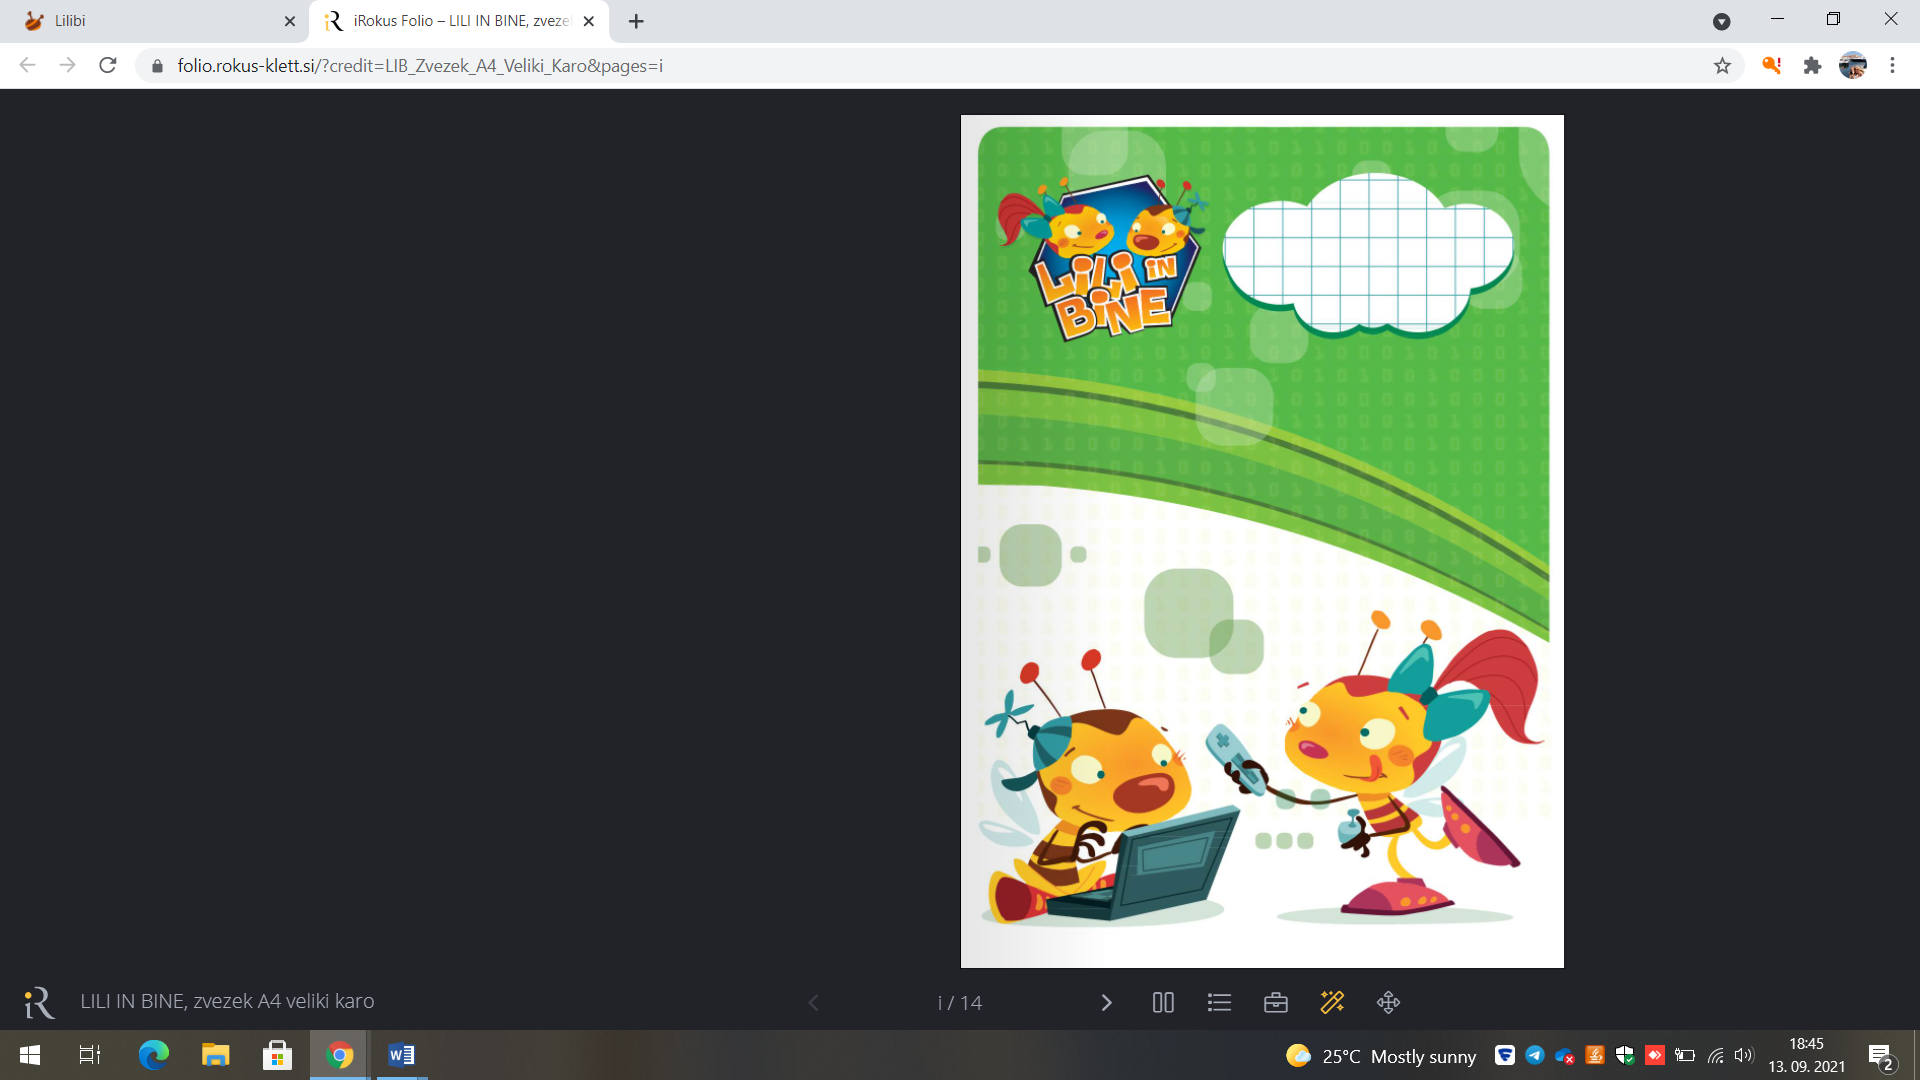 Lilibi
iRokus Folio – LILI IN BINE, zveze
folio.rokus-klett.si/?credit=LIB_Zvezek_A4_Veliki_Karo&pages=i
LILI IN
BINE
LILI IN BINE, zvezek A4 veliki karo
i / 14
25°C Mostly sunny
18:45
13. 09. 2021
2